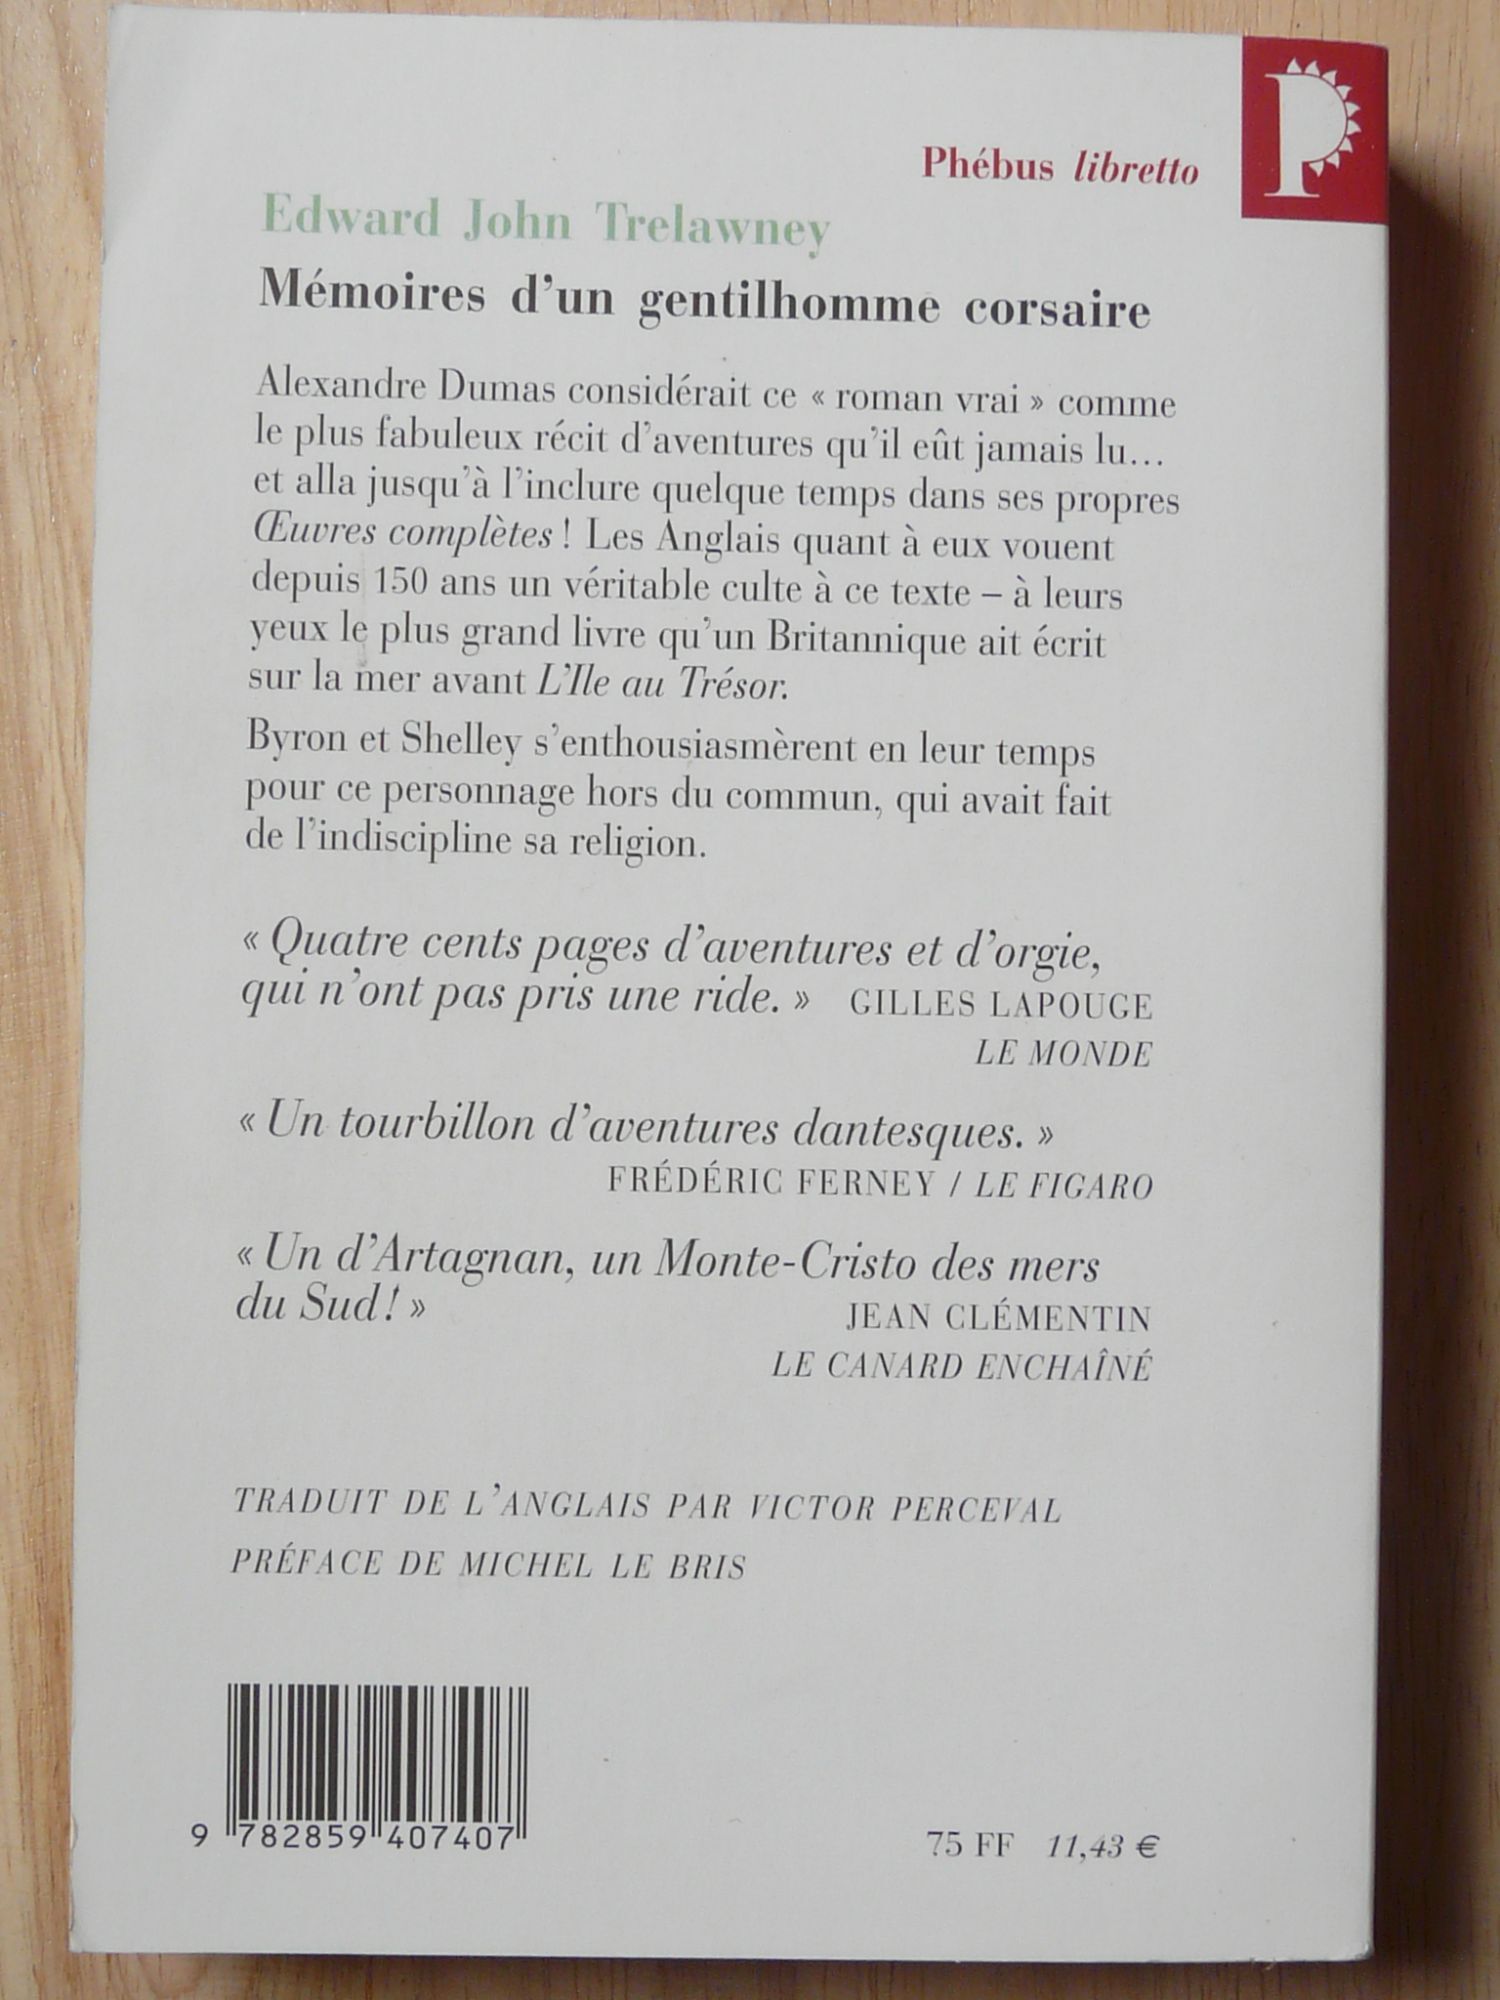 P
Phébus libretto
Edward John Trelawney
Mémoires d'un gentilhomme corsaire
Alexandre Dumas considérait ce « roman vrai » comme
le plus fabuleux récit d'aventures qu'il eût jamais lu...
et alla jusqu'à l'inclure quelque temps dans ses propres
Œuvres complètes ! Les Anglais quant à eux vouent
depuis 150 ans un véritable culte à ce texte – à leurs
yeux le plus grand livre qu'un Britannique ait écrit
sur la mer avant L'Ile au Trésor.
Byron et Shelley s'enthousiasmèrent en leur temps
pour ce personnage hors du commun, qui avait fait
de l'indiscipline sa religion.
« Quatre cents pages d'aventures et d'orgie,
qui n'ont pas pris une ride. » GILLES LAPOUGE
LE MONDE
« Un tourbillon d'aventures dantesques. »
FRÉDÉRIC FERNEY / LE FIGARO
« Un d'Artagnan, un Monte-Cristo des mers
du Sud ! » JEAN CLÉMENTIN
LE CANARD ENCHAÎNÉ
TRADUIT DE L'ANGLAIS PAR VICTOR PERCEVAL
PRÉFACE DE MICHEL LE BRIS
9 782859 407407
75 FF 11,43 €